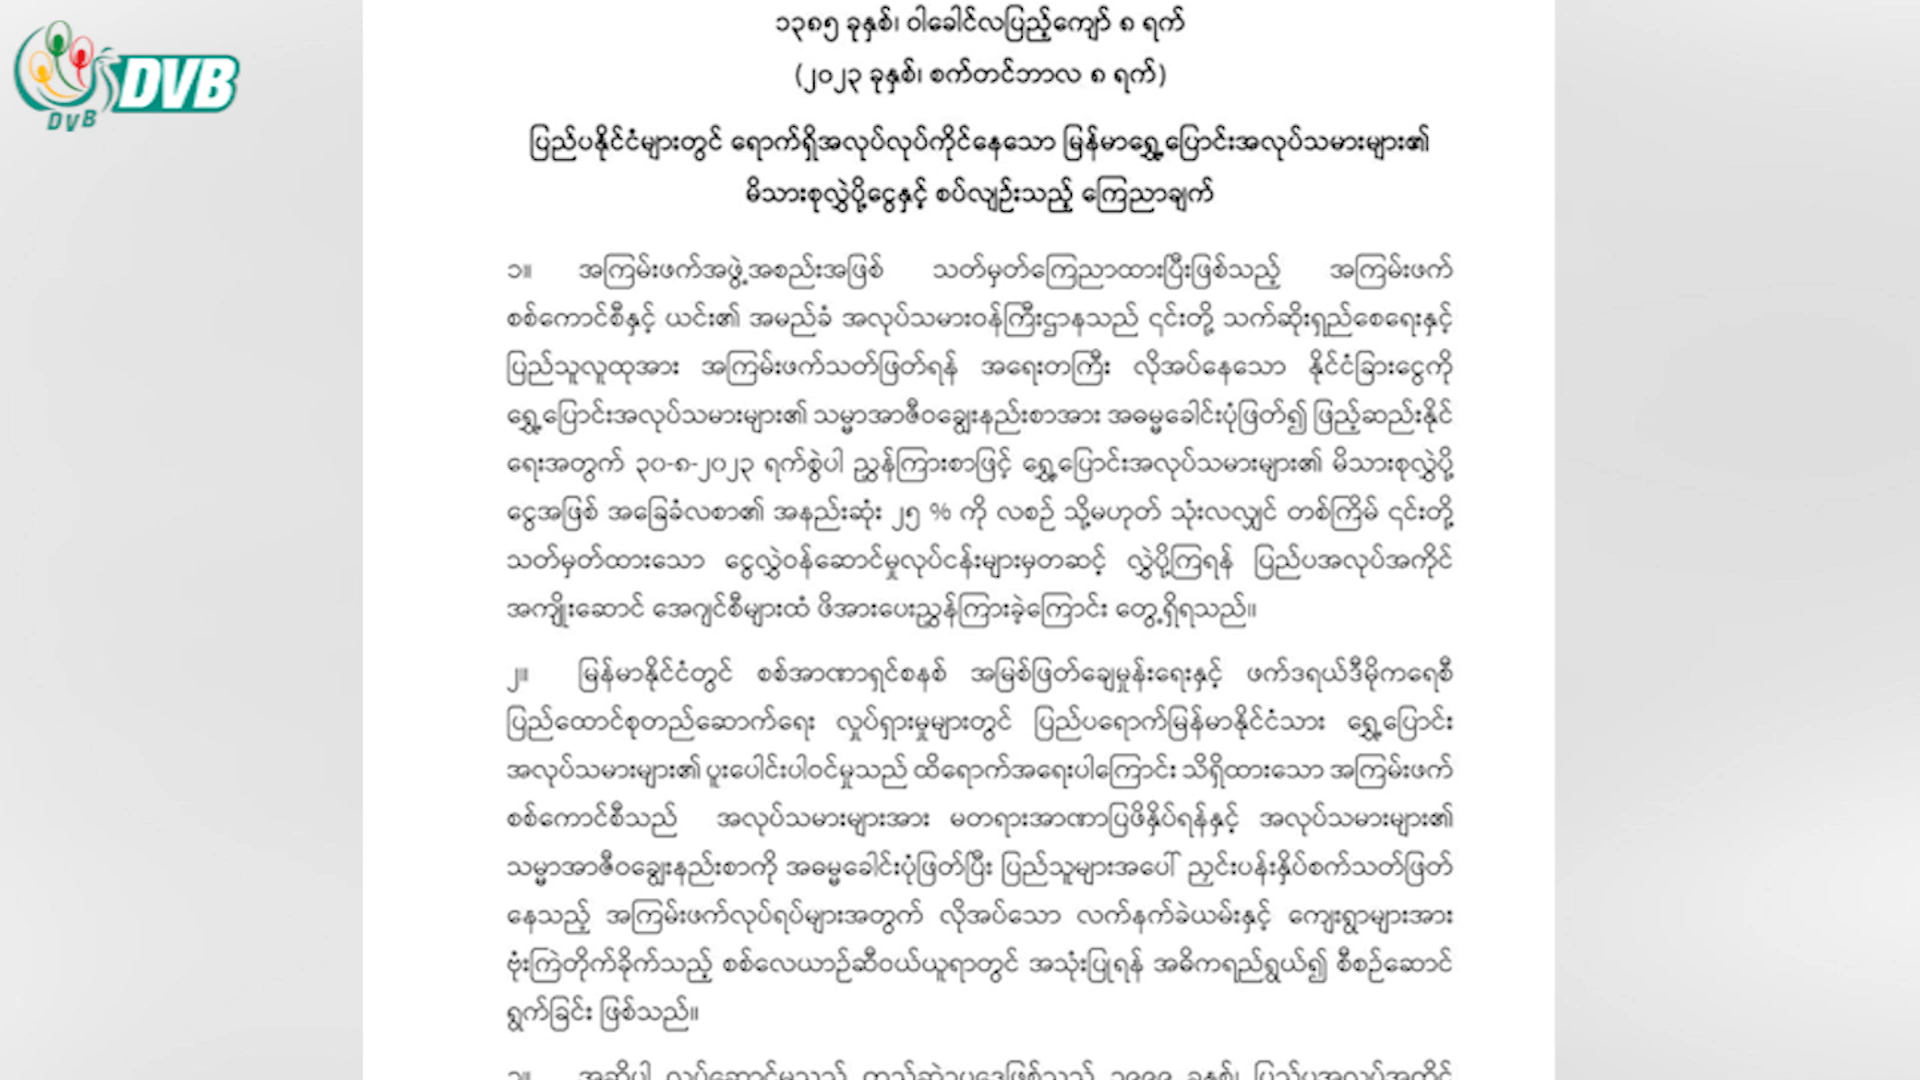 DVB
DVB
၁၃၈၅ ခုနှစ်၊ ဝါခေါင်လပြည့်ကျော် ၈ ရက်
(၂၀၂၃ ခုနှစ်၊ စက်တင်ဘာလ ၈ ရက်)
ပြည်ပနိုင်ငံများတွင် ရောက်ရှိအလုပ်လုပ်ကိုင်နေသော မြန်မာရွှေ့ပြောင်းအလုပ်သမားများ၏
မိသားစုလွှဲပို့ငွေနှင့် စပ်လျဉ်းသည့် ကြေညာချက်
၁။ အကြမ်းဖက်အဖွဲ့အစည်းအဖြစ် သတ်မှတ်ကြေညာထားပြီးဖြစ်သည့် အကြမ်းဖက်
စစ်ကောင်စီနှင့် ယင်း၏ အမည်ခံ အလုပ်သမားဝန်ကြီးဌာနသည် ၎င်းတို့ သက်ဆိုးရှည်စေရေးနှင့်
ပြည်သူလူထုအား အကြမ်းဖက်သတ်ဖြတ်ရန် အရေးတကြီး လိုအပ်နေသော နိုင်ငံခြားငွေကို
ရွှေ့ပြောင်းအလုပ်သမားများ၏ သမ္မာအာဇီဝချွေးနည်းစာအား အဓမ္မခေါင်းပုံဖြတ်၍ ဖြည့်ဆည်းနိုင်
ရေးအတွက် ၃၀-၈-၂၀၂၃ ရက်စွဲပါ ညွှန်ကြားစာဖြင့် ရွှေ့ပြောင်းအလုပ်သမားများ၏ မိသားစုလွှဲပို့
ငွေအဖြစ် အခြေခံလစာ၏ အနည်းဆုံး ၂၅ % ကို လစဉ် သို့မဟုတ် သုံးလလျှင် တစ်ကြိမ် ၎င်းတို့
သတ်မှတ်ထားသော ငွေလွှဲဝန်ဆောင်မှုလုပ်ငန်းများမှတဆင့် လွှဲပို့ကြရန် ပြည်ပအလုပ်အကိုင်
အကျိုးဆောင် အေဂျင်စီများထံ ဖိအားပေးညွှန်ကြားခဲ့ကြောင်း တွေ့ရှိရသည်။
၂။ မြန်မာနိုင်ငံတွင် စစ်အာဏာရှင်စနစ် အမြစ်ဖြတ်ချေမှုန်းရေးနှင့် ဖက်ဒရယ်ဒီမိုကရေစီ
ပြည်ထောင်စုတည်ဆောက်ရေး လှုပ်ရှားမှုများတွင် ပြည်ပရောက်မြန်မာနိုင်ငံသား ရွှေ့ပြောင်း
အလုပ်သမားများ၏ ပူးပေါင်းပါဝင်မှုသည် ထိရောက်အရေးပါကြောင်း သိရှိထားသော အကြမ်းဖက်
စစ်ကောင်စီသည် အလုပ်သမားများအား မတရားအာဏာပြဖိနှိပ်ရန်နှင့် အလုပ်သမားများ၏
သမ္မာအာဇီဝချွေးနည်းစာကို အဓမ္မခေါင်းပုံဖြတ်ပြီး ပြည်သူများအပေါ် ညှင်းပန်းနှိပ်စက်သတ်ဖြတ်
နေသည့် အကြမ်းဖက်လုပ်ရပ်များအတွက် လိုအပ်သော လက်နက်ခဲယမ်းနှင့် ကျေးရွာများအား
ဗုံးကြဲတိုက်ခိုက်သည့် စစ်လေယာဉ်ဆီဝယ်ယူရာတွင် အသုံးပြုရန် အဓိကရည်ရွယ်၍ စီစဉ်ဆောင်
ရွက်ခြင်း ဖြစ်သည်။